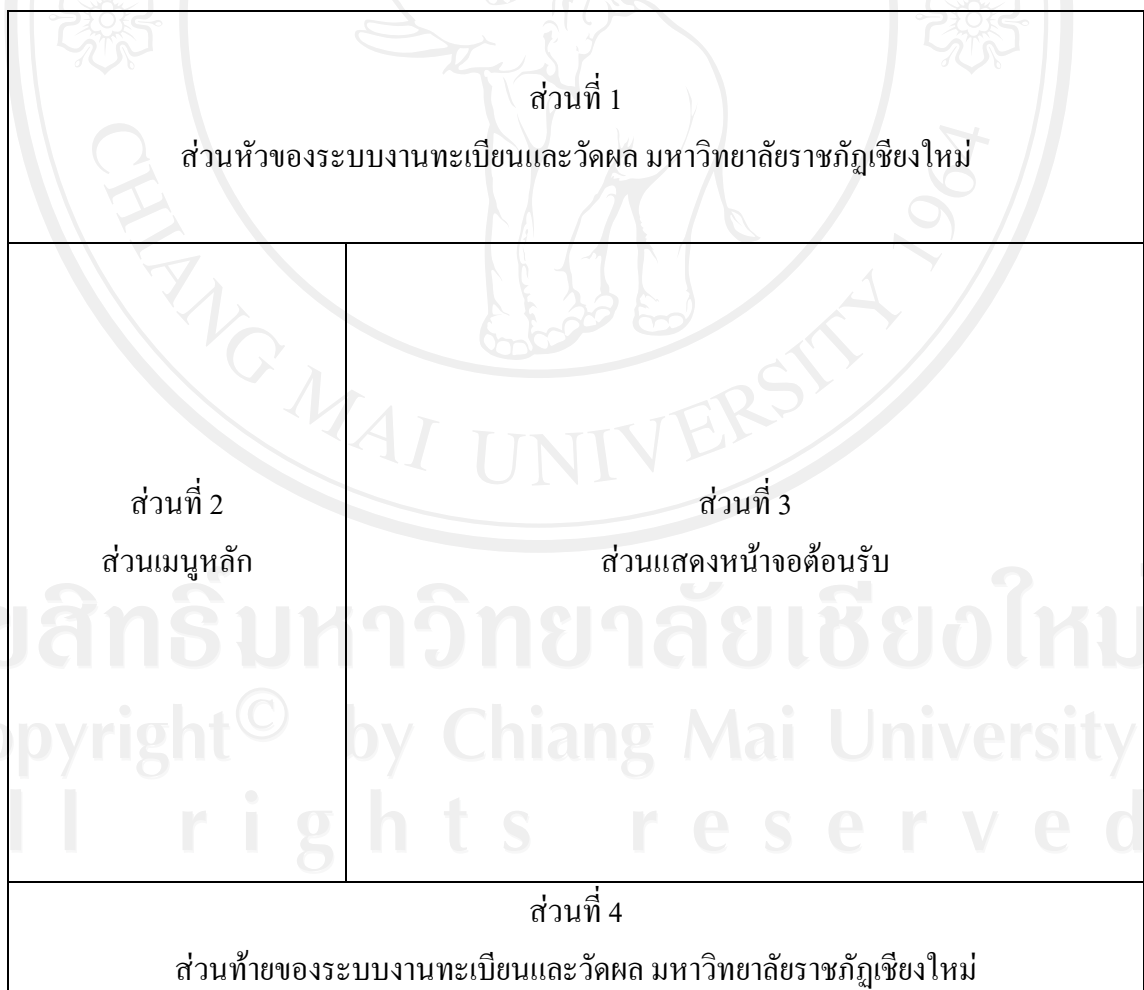 ส่วนที่ 1
ส่วนหัวของระบบงานทะเบียนและวัดผล มหาวิทยาลัยราชภัฏเชียงใหม่
CHIANG MAI UNIVERSITY 1964
ส่วนที่ 2
ส่วนเมนูหลัก
ส่วนที่ 3
ส่วนแสดงหน้าจอต้อนรับ
ยสิทธิ์มหาวิทยาลัยเชียงใหม่
opyright© by Chiang Mai University
ll rights reserved
ส่วนที่ 4
ส่วนท้ายของระบบงานทะเบียนและวัดผล มหาวิทยาลัยราชภัฏเชียงใหม่